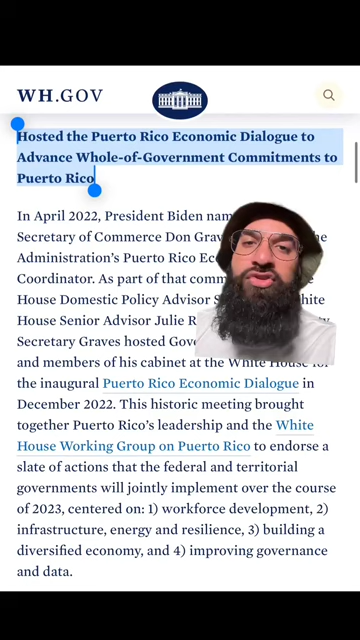 WH.GOV
Hosted the Puerto Rico Economic Dialogue to
Advance Whole-of-Government Commitments to
Puerto Rico
In April 2022, President Biden nam
Secretary of Commerce Don Grav the
Administration's Puerto Rico Ec
Coordinator. As part of that com
House Domestic Policy Advisor S hite
House Senior Advisor Julie R ty
Secretary Graves hosted Gove
and members of his cabinet at the White House for
the inaugural Puerto Rico Economic Dialogue in
December 2022. This historic meeting brought
together Puerto Rico's leadership and the White
House Working Group on Puerto Rico to endorse a
slate of actions that the federal and territorial
governments will jointly implement over the course
of 2023, centered on: 1) workforce development, 2)
infrastructure, energy and resilience, 3) building a
diversified economy, and 4) improving governance
and data.